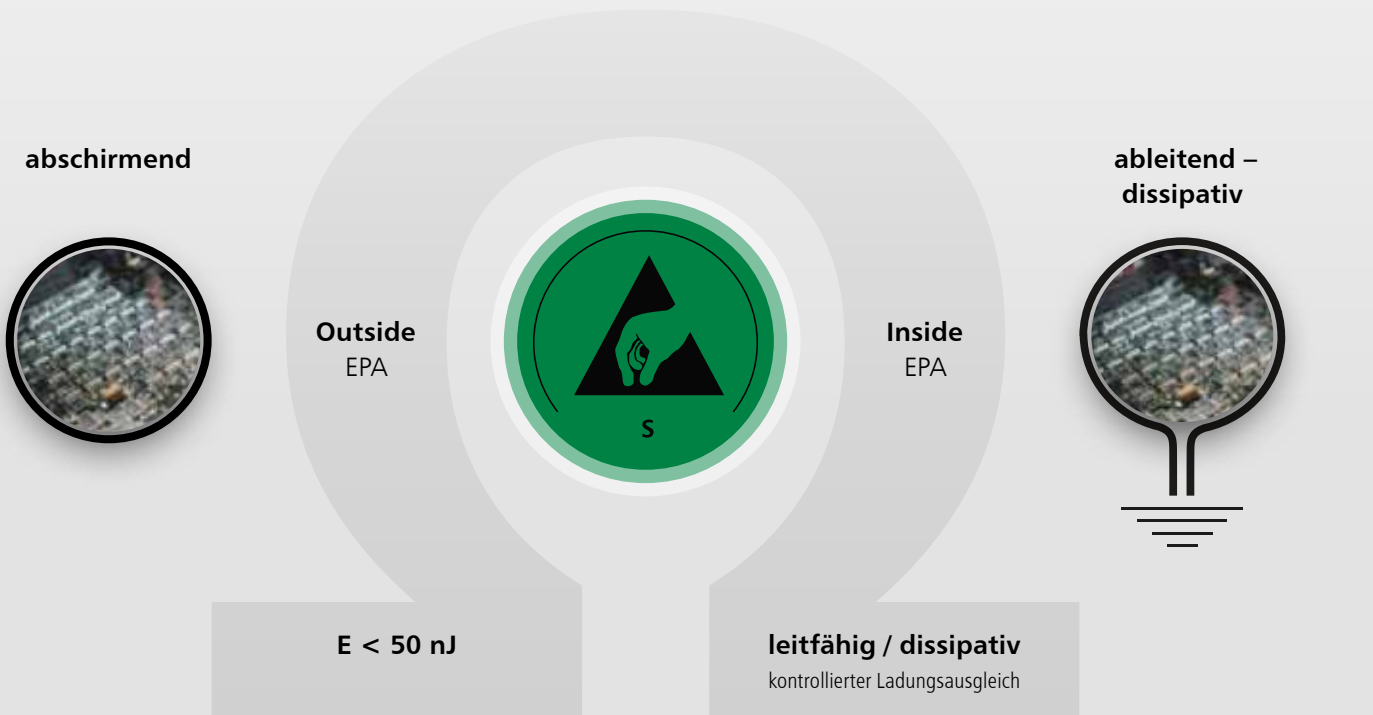 abschirmend
Outside
EPA
E < 50 nJ
S
Inside
EPA
leitfähig / dissipativ
kontrollierter Ladungsausgleich
ableitend –
dissipativ